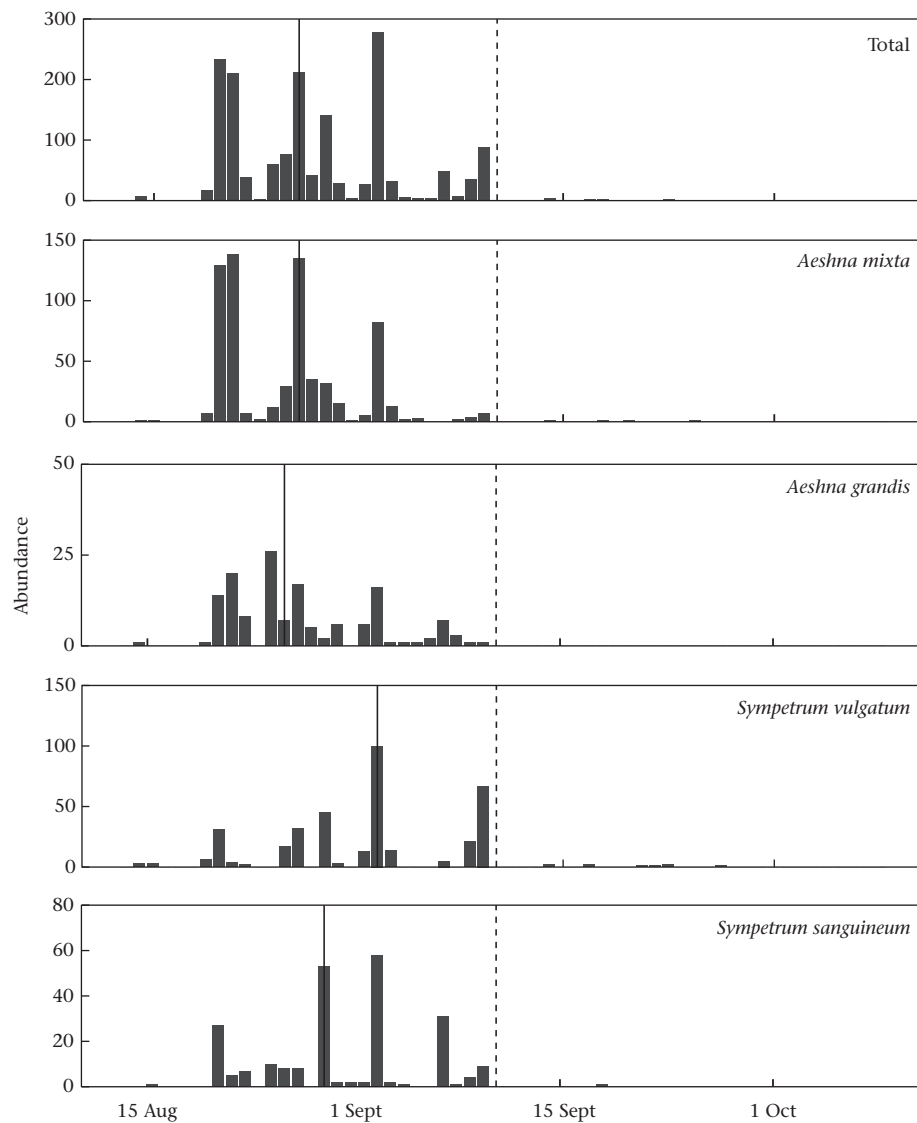 300
Total
200
100
0
150
Aeshna mixta
100
50
0
50
Aeshna grandis
25
0
Abundance
150
Sympetrum vulgatum
100
50
0
80
Sympetrum sanguineum
60
40
20
0
15 Aug 1 Sept 15 Sept 1 Oct